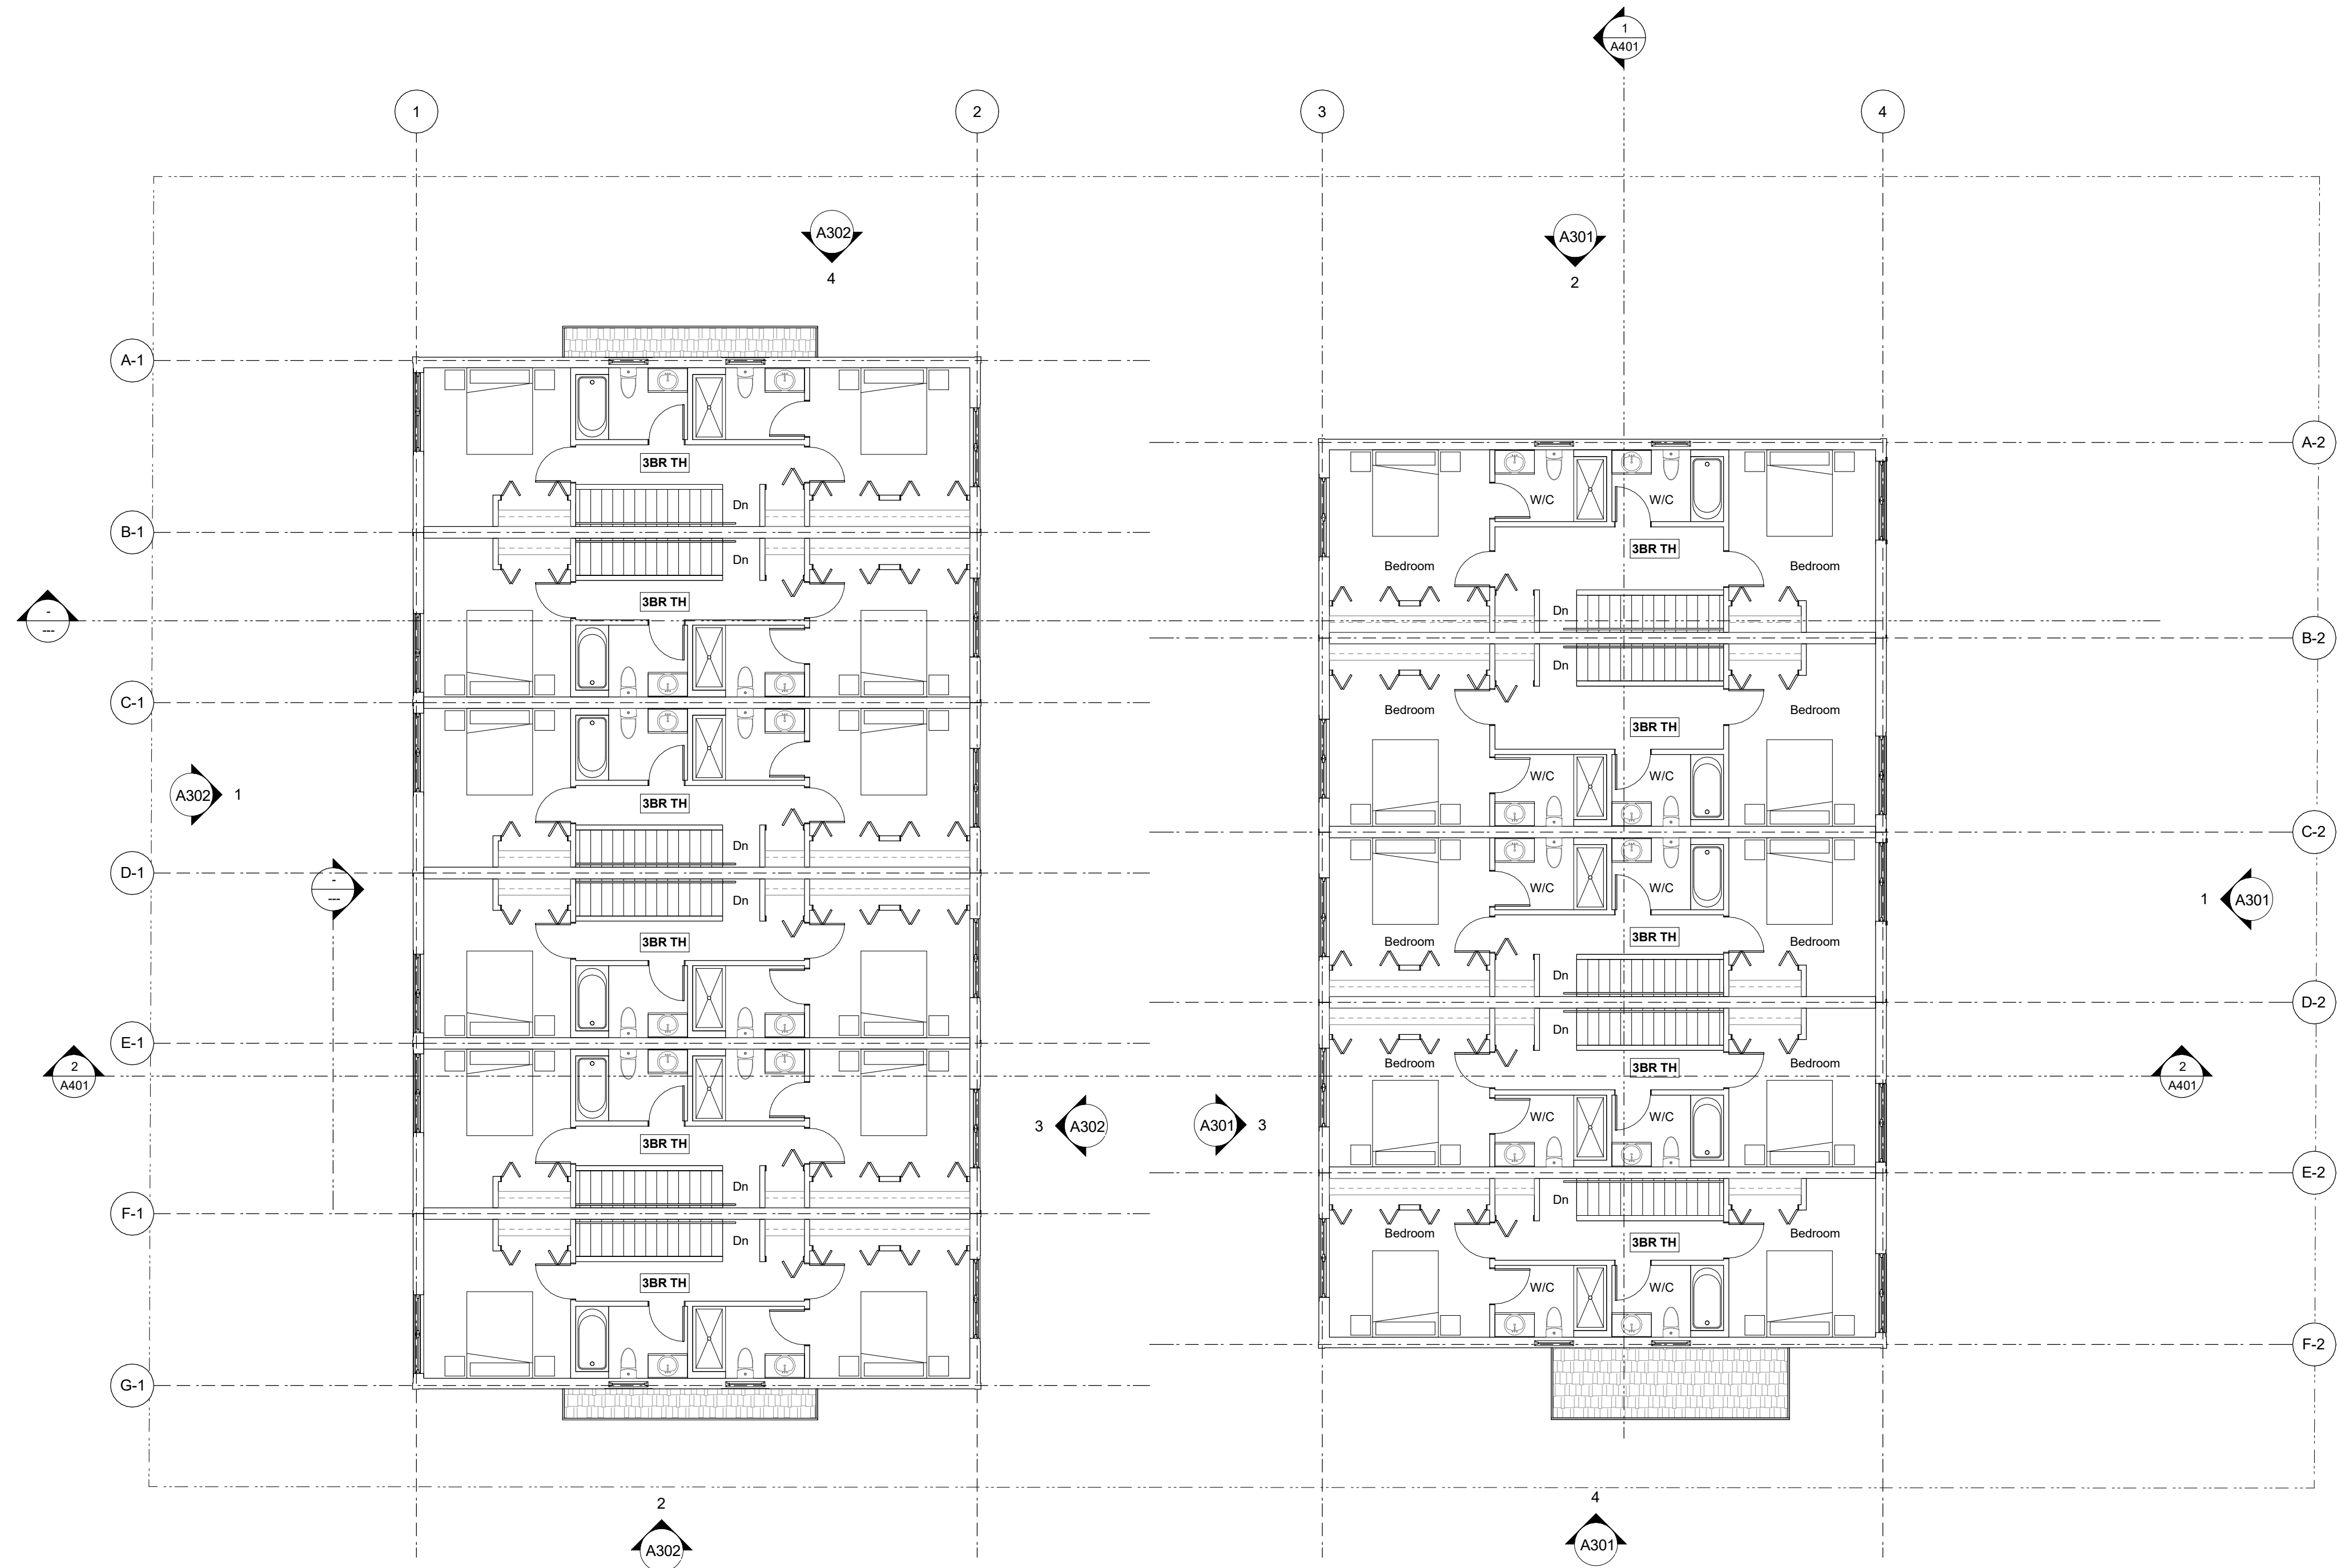 1
A401
1
2
3
4
A302
4
A301
2
A-1
A-2
3BR TH
W/C
W/C
Dn
3BR TH
B-1
Dn
Bedroom
Bedroom
3BR TH
Dn
-
---
B-2
Dn
C-1
Bedroom
Bedroom
3BR TH
W/C
W/C
A302
1
3BR TH
C-2
Dn
D-1
W/C
W/C
-
---
1
A301
Dn
3BR TH
3BR TH
Bedroom
Bedroom
Dn
D-2
E-1
Dn
2
A401
Bedroom
Bedroom
3BR TH
2
A401
3
A302
A301
3
W/C
W/C
3BR TH
E-2
Dn
Dn
F-1
Dn
Bedroom
Bedroom
3BR TH
3BR TH
W/C
W/C
F-2
G-1
2
A302
4
A301